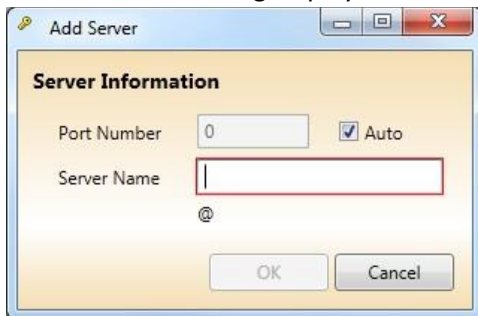 Add Server
Server Information
Port Number 0 Auto
Server Name
@
OK Cancel